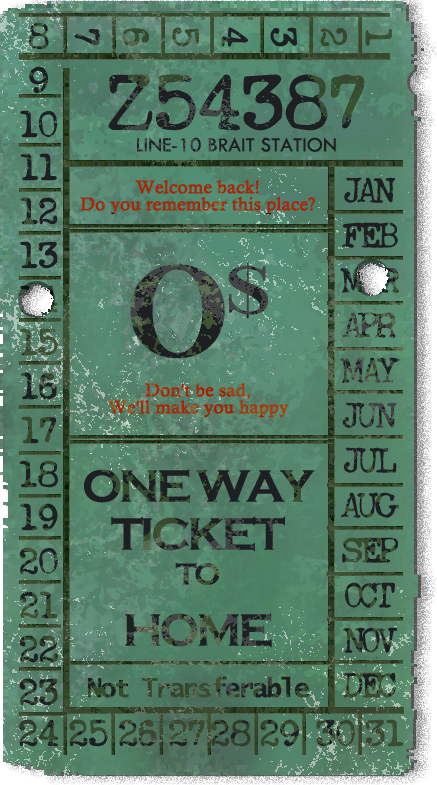 8 7 6 5 4 3 2 1
9
Z54387
10
LINE-10 BRAIT STATION
11
Welcome back!
JAN
Do you remember this place?
12
FEB
13
0$
APR
15
MAY
16
Don't be sad,
We'll make you happy
JUN
17
JUL
18
ONE WAY
AUG
19
TICKET
SEP
20
TO
OCT
21
HOME
NOV
22
23
Not Transferable
DEC
24 25 26 27 28 29 30 31